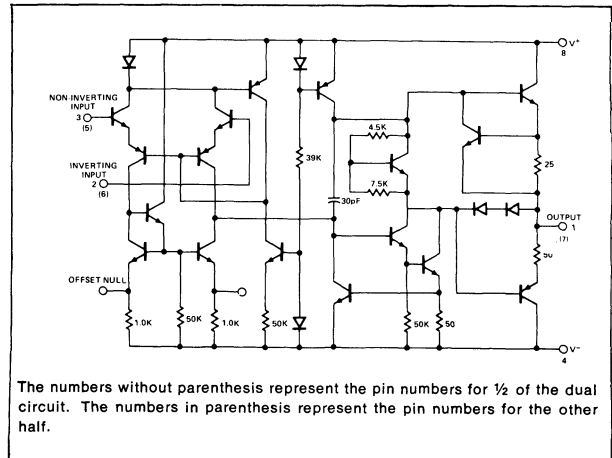 V+
8
NON-INVERTING
INPUT
3
(5)
4.5K
39K
25
7.5K
INVERTING
INPUT
2
(6)
30pF
OUTPUT
1
(7)
50
OFFSET NULL
1.0K
50K
1.0K
50K
50K
50
V-
4
The numbers without parenthesis represent the pin numbers for ½ of the dual
circuit. The numbers in parenthesis represent the pin numbers for the other
half.